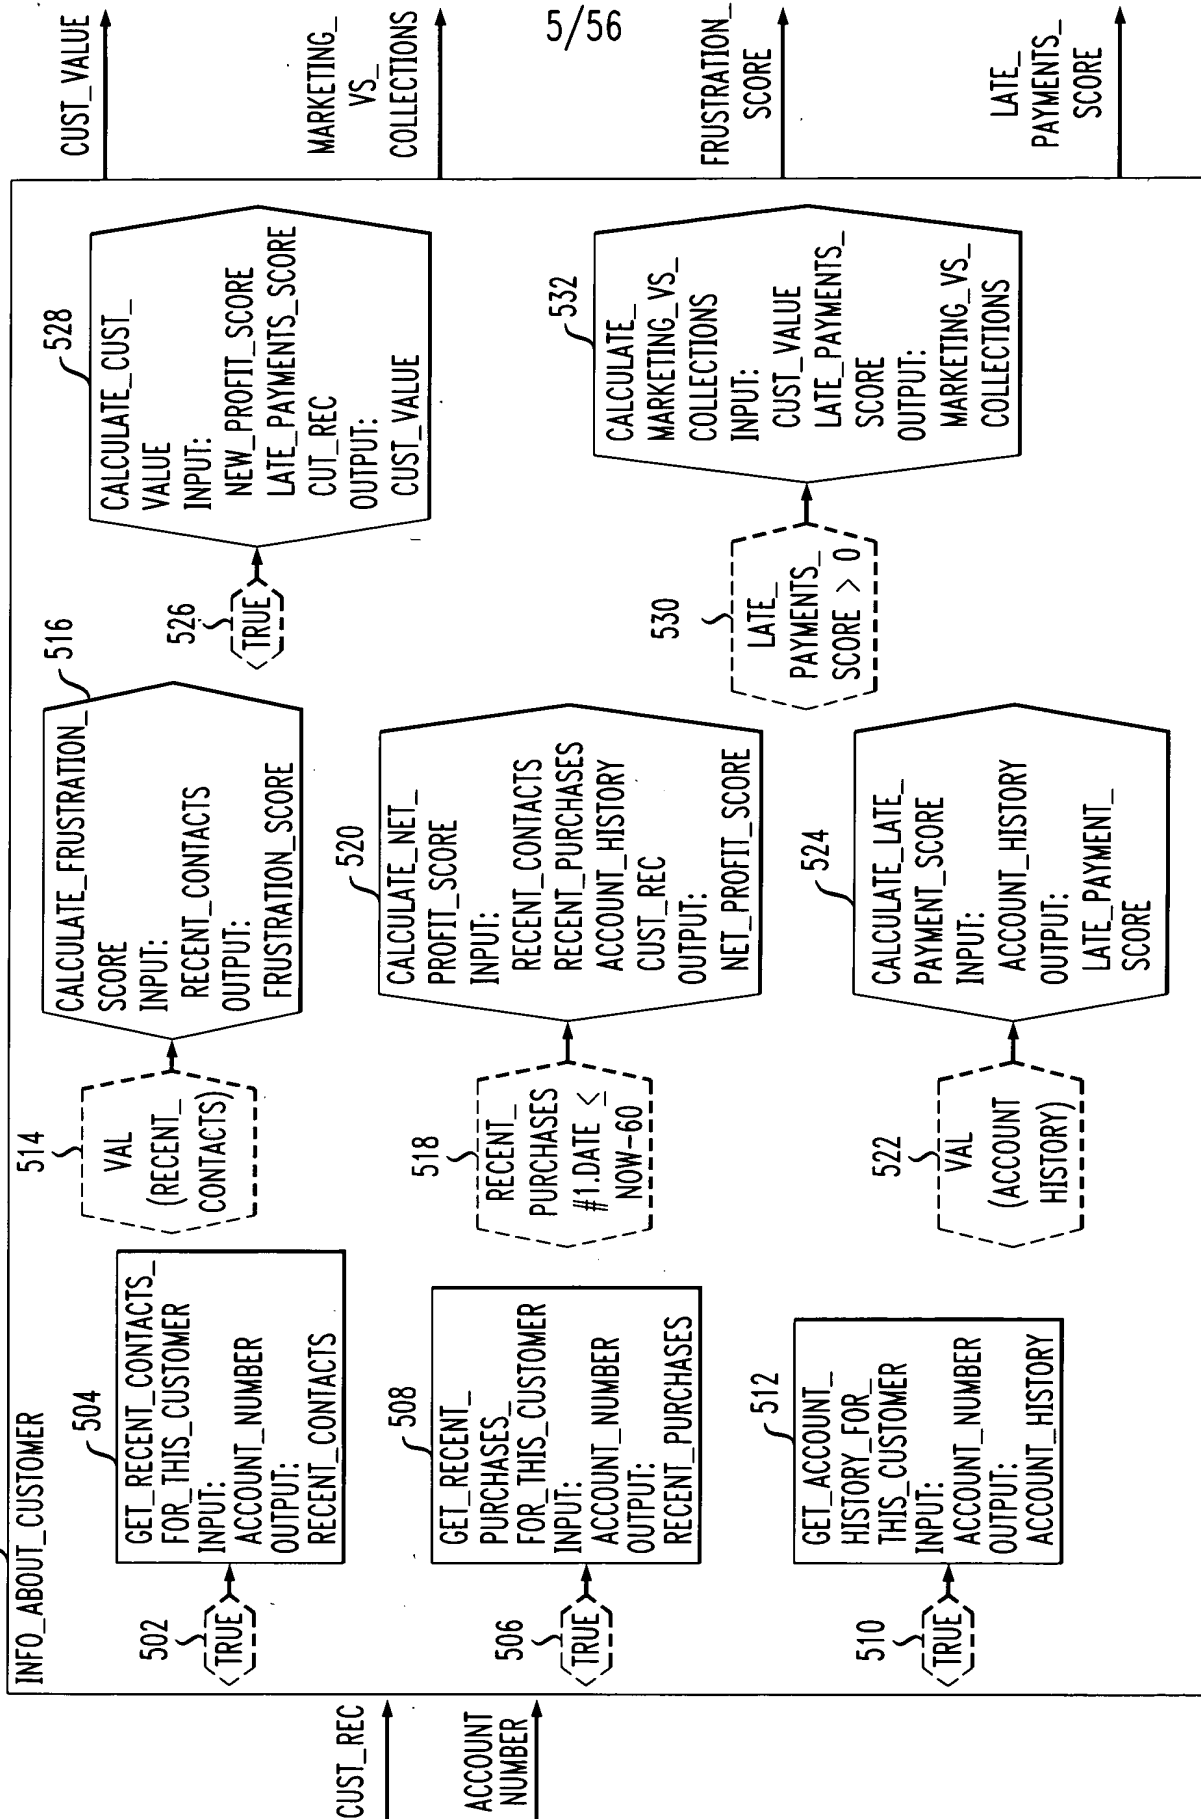 5/56
INFO_ABOUT_CUSTOMER
CUST_REC
ACCOUNT
NUMBER
502
TRUE
504
GET_RECENT_CONTACTS_
FOR_THIS_CUSTOMER
INPUT:
ACCOUNT_NUMBER
OUTPUT:
RECENT_CONTACTS
506
TRUE
508
GET_RECENT_
PURCHASES_
FOR_THIS_CUSTOMER
INPUT:
ACCOUNT_NUMBER
OUTPUT:
RECENT_PURCHASES
510
TRUE
512
GET_ACCOUNT_
HISTORY_FOR_
THIS_CUSTOMER
INPUT:
ACCOUNT_NUMBER
OUTPUT:
ACCOUNT_HISTORY
514
VAL
(RECENT_
CONTACTS)
516
CALCULATE_FRUSTRATION_
SCORE
INPUT:
RECENT_CONTACTS
OUTPUT:
FRUSTRATION_SCORE
518
RECENT_
PURCHASES
#1.DATE ≤
NOW-60
520
CALCULATE_NET_
PROFIT_SCORE
INPUT:
RECENT_CONTACTS
RECENT_PURCHASES
ACCOUNT_HISTORY
CUST_REC
OUTPUT:
NET_PROFIT_SCORE
522
VAL
(ACCOUNT
HISTORY)
524
CALCULATE_LATE_
PAYMENT_SCORE
INPUT:
ACCOUNT_HISTORY
OUTPUT:
LATE_PAYMENT_
SCORE
526
TRUE
528
CALCULATE_CUST_
VALUE
INPUT:
NEW_PROFIT_SCORE
LATE_PAYMENTS_SCORE
CUT_REC
OUTPUT:
CUST_VALUE
530
LATE_
PAYMENTS_
SCORE > 0
532
CALCULATE_
MARKETING_VS_
COLLECTIONS
INPUT:
CUST_VALUE
LATE_PAYMENTS_
SCORE
OUTPUT:
MARKETING_VS_
COLLECTIONS
CUST_VALUE
MARKETING_
VS_
COLLECTIONS
FRUSTRATION_
SCORE
LATE_
PAYMENTS_
SCORE